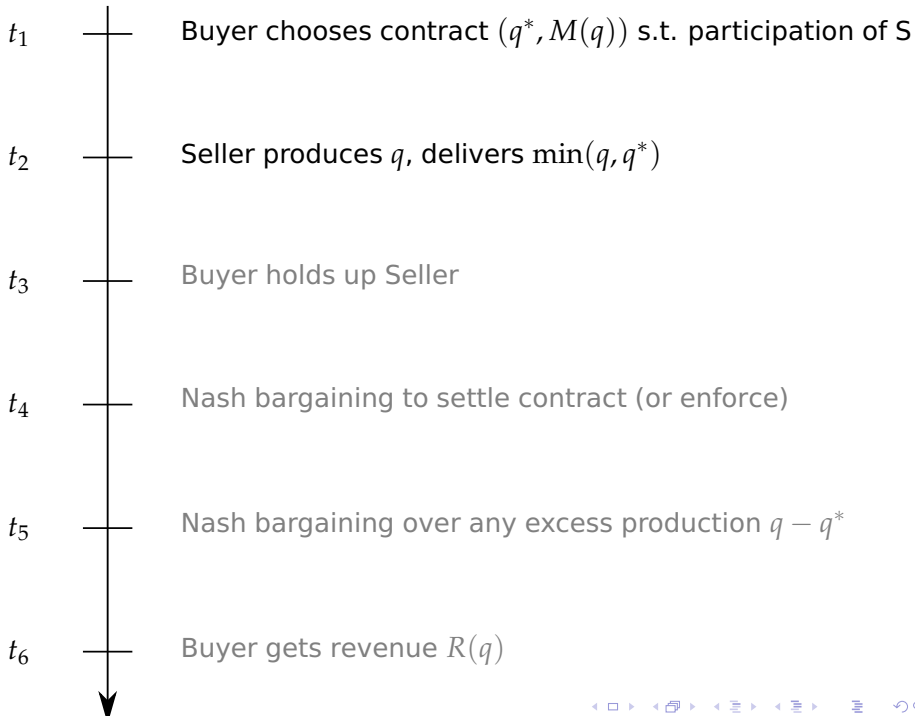 t₁ Buyer chooses contract (q*, M(q)) s.t. participation of S
t₂ Seller produces q, delivers min(q, q*)
t₃ Buyer holds up Seller
t₄ Nash bargaining to settle contract (or enforce)
t₅ Nash bargaining over any excess production q − q*
t₆ Buyer gets revenue R(q)